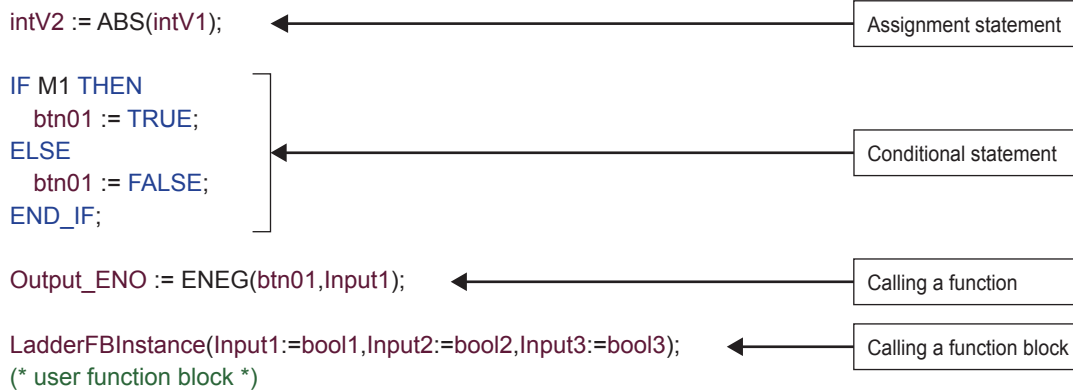 intV2 := ABS(intV1);
Assignment statement
IF M1 THEN
btn01 := TRUE;
ELSE
Conditional statement
btn01 := FALSE;
END_IF;
Output_ENO := ENEG(btn01,Input1);
Calling a function
LadderFBInstance(Input1:=bool1,Input2:=bool2,Input3:=bool3);
Calling a function block
(* user function block *)